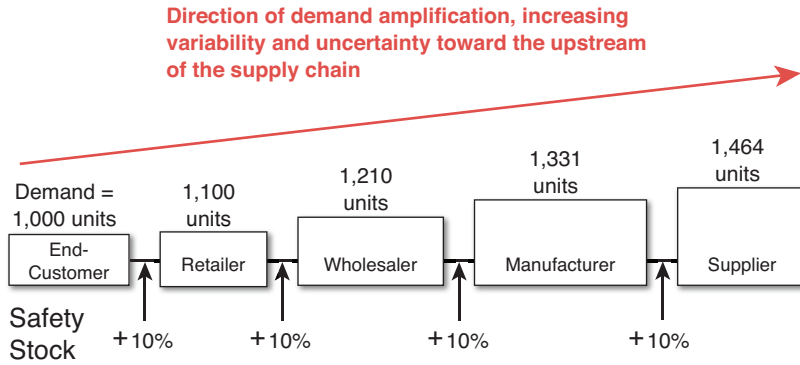 Direction of demand amplification, increasing
variability and uncertainty toward the upstream
of the supply chain
Demand =
1,000 units
1,100
units
1,210
units
1,331
units
1,464
units
End-
Customer
Retailer
Wholesaler
Manufacturer
Supplier
Safety
Stock
+10%
+10%
+10%
+10%